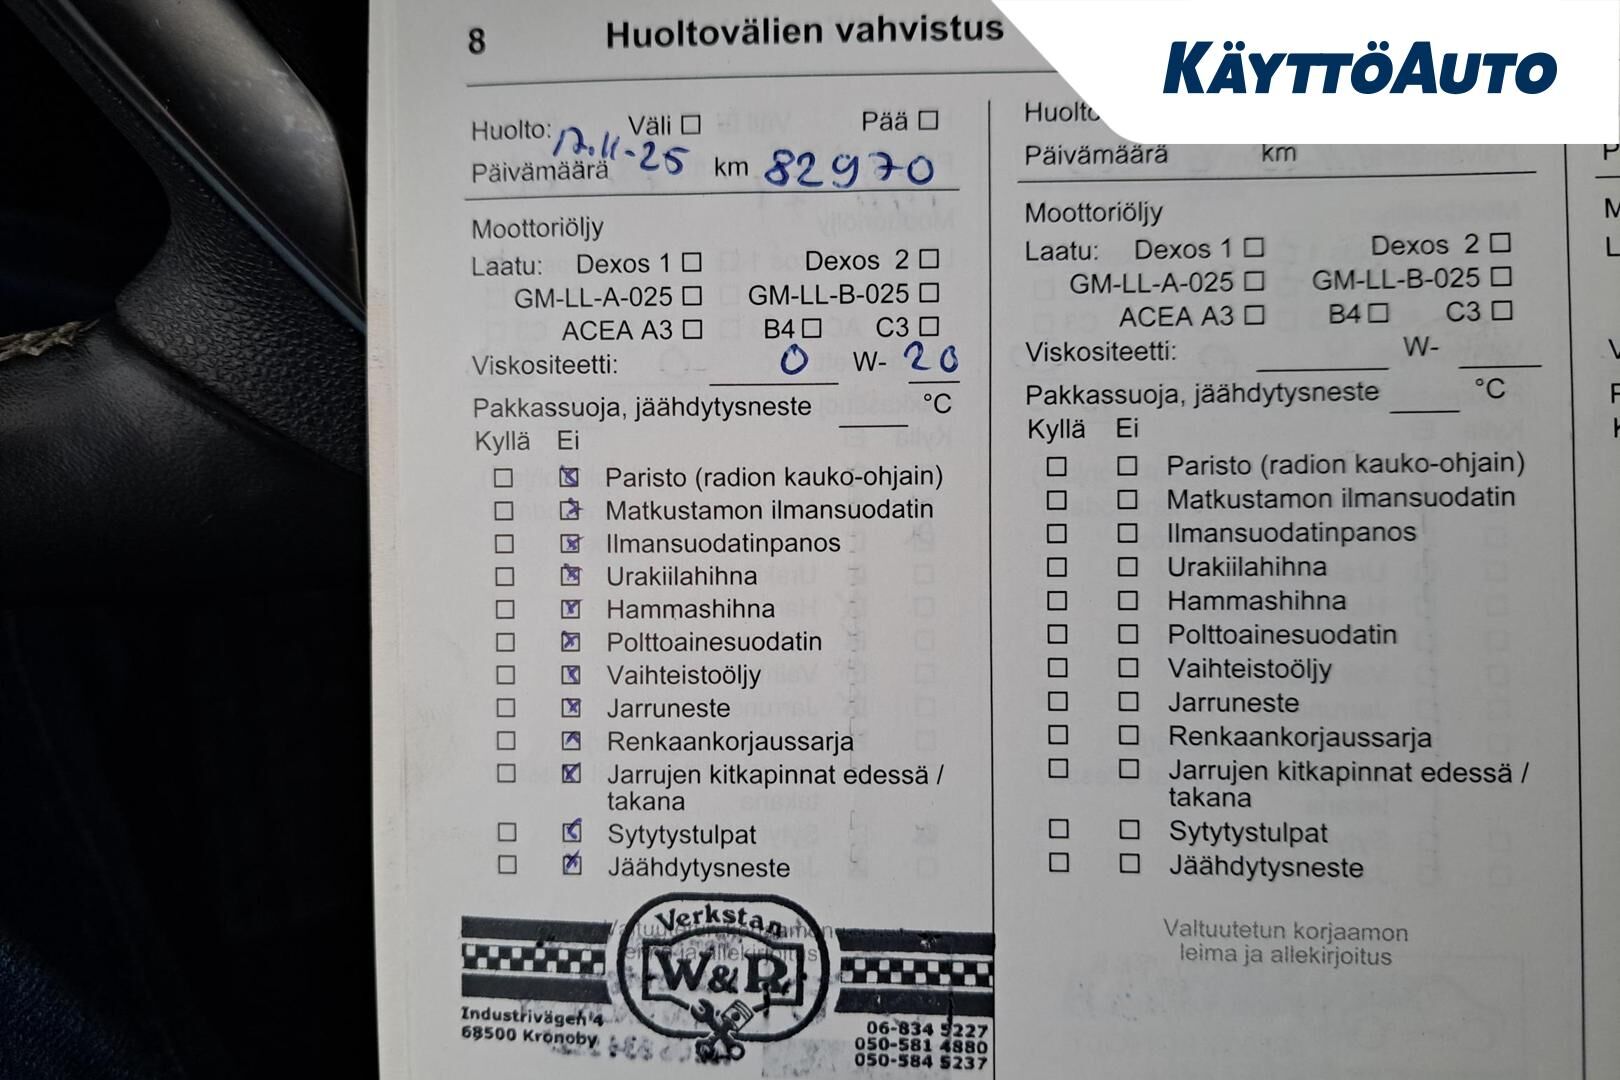 8 Huoltovälien vahvistus
KÄYTTÖAUTO
Huolto: Väli ☐ Pää ☐
Päivämäärä 17.11-25 km 82970
Moottoriöljy
Laatu: Dexos 1 ☐ Dexos 2 ☐
GM-LL-A-025 ☐ GM-LL-B-025 ☐
ACEA A3 ☐ B4 ☐ C3 ☐
Viskositeetti: 0 W- 20
Pakkassuoja, jäähdytysneste ____ °C
Kyllä Ei
☐ ☒ Paristo (radion kauko-ohjain)
☐ ☒ Matkustamon ilmansuodatin
☐ ☒ Ilmansuodatinpanos
☐ ☒ Urakiilahihna
☐ ☒ Hammashihna
☐ ☒ Polttoainesuodatin
☐ ☒ Vaihteistoöljy
☐ ☒ Jarruneste
☐ ☒ Renkaankorjaussarja
☐ ☒ Jarrujen kitkapinnat edessä /
takana
☐ ☒ Sytytystulpat
☐ ☒ Jäähdytysneste
Verkstan
W&R
Industrivägen 4
68500 Kronoby
06-834 5227
050-581 4880
050-584 5237
Päivämäärä km
Moottoriöljy
Laatu: Dexos 1 ☐ Dexos 2 ☐
GM-LL-A-025 ☐ GM-LL-B-025 ☐
ACEA A3 ☐ B4 ☐ C3 ☐
Viskositeetti: ____ W- ____
Pakkassuoja, jäähdytysneste ____ °C
Kyllä Ei
☐ ☐ Paristo (radion kauko-ohjain)
☐ ☐ Matkustamon ilmansuodatin
☐ ☐ Ilmansuodatinpanos
☐ ☐ Urakiilahihna
☐ ☐ Hammashihna
☐ ☐ Polttoainesuodatin
☐ ☐ Vaihteistoöljy
☐ ☐ Jarruneste
☐ ☐ Renkaankorjaussarja
☐ ☐ Jarrujen kitkapinnat edessä /
takana
☐ ☐ Sytytystulpat
☐ ☐ Jäähdytysneste
Valtuutetun korjaamon
leima ja allekirjoitus